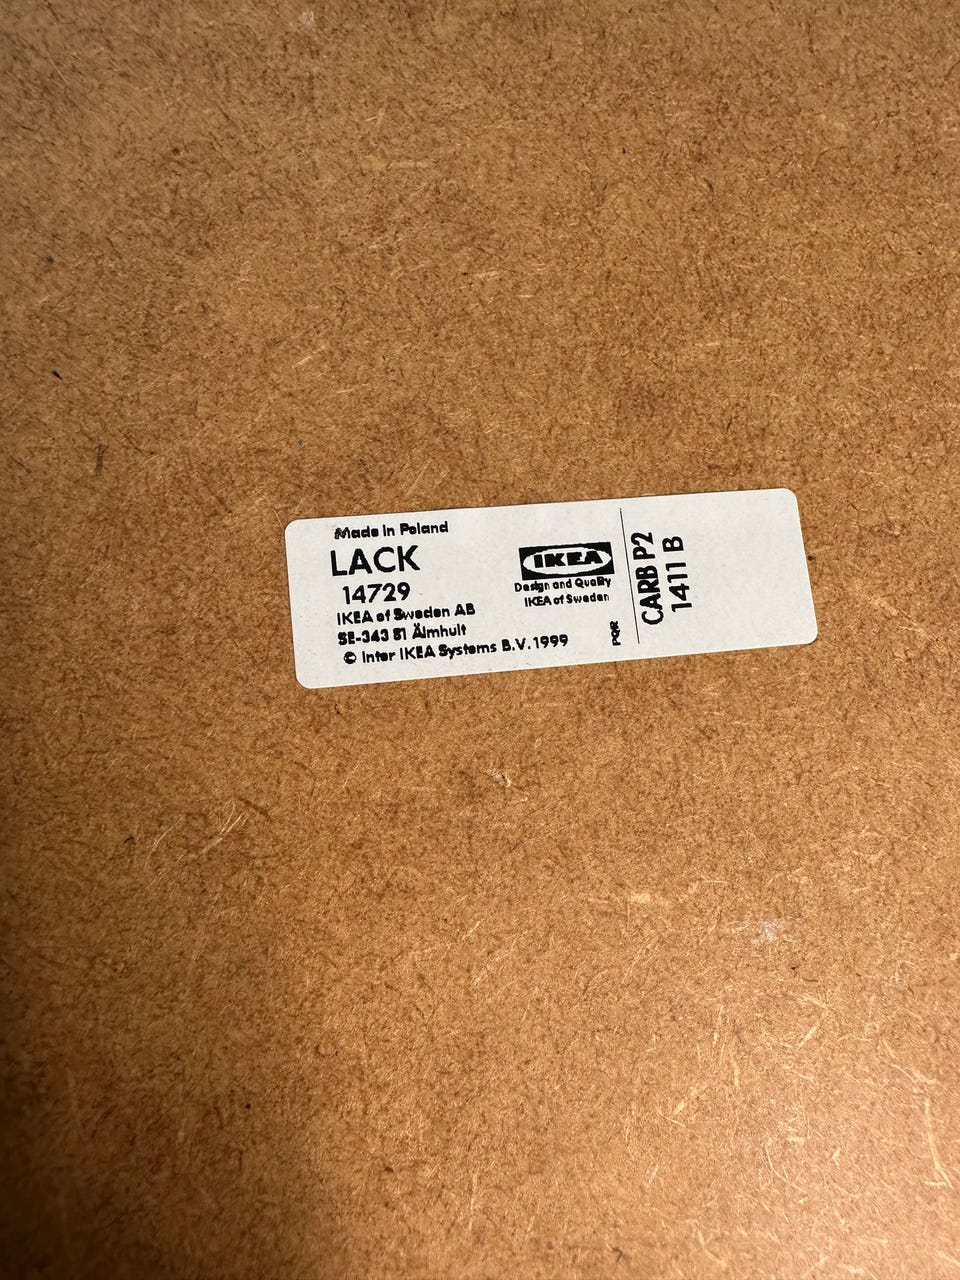 Made in Poland
LACK
14729
IKEA of Sweden AB
SE-343 81 Älmhult
© Inter IKEA Systems B.V. 1999
IKEA
Design and Quality
IKEA of Sweden
PQR
CARB P2
1411 B